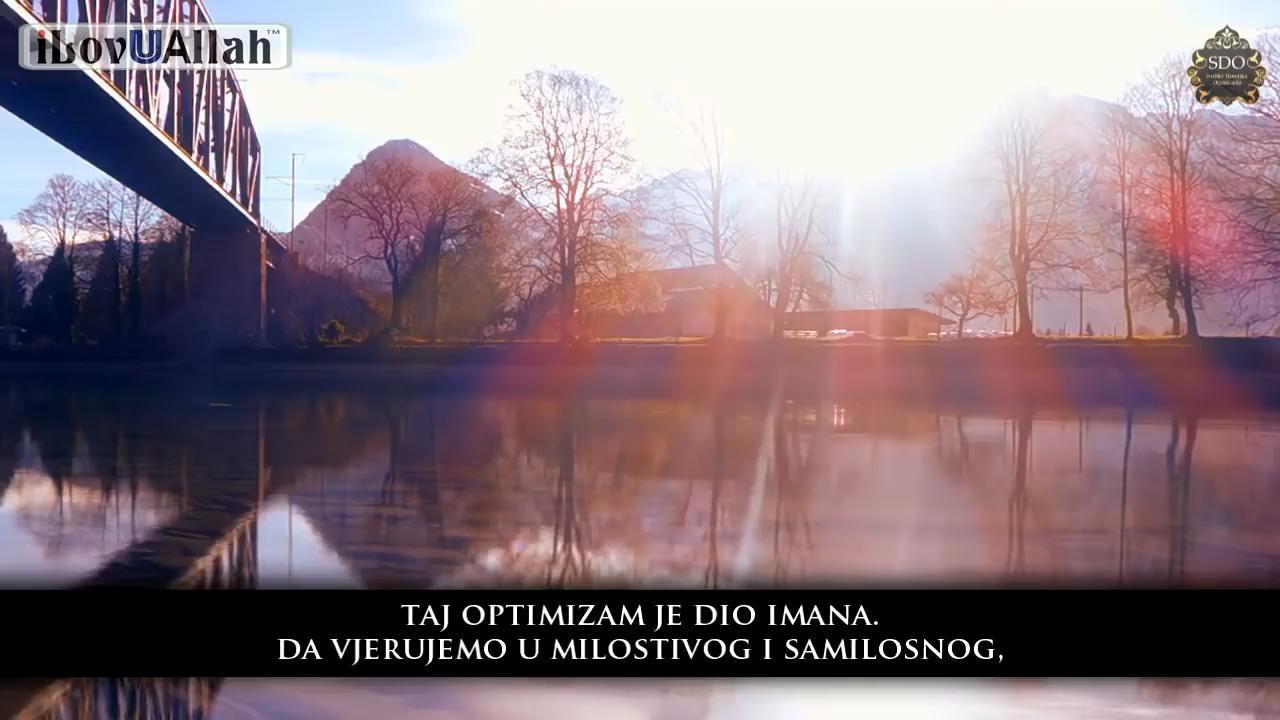 iLovUAllah™
SDO
TAJ OPTIMIZAM JE DIO IMANA.
DA VJERUJEMO U MILOSTIVOG I SAMILOSNOG,